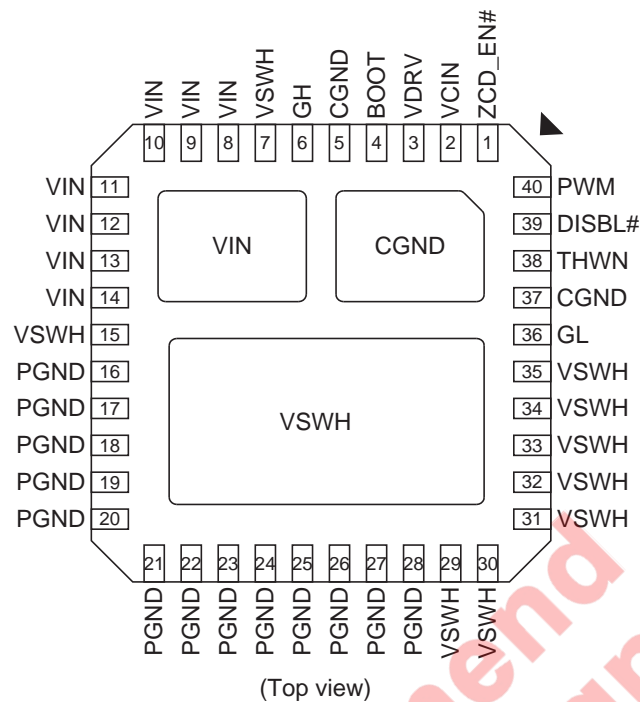 VIN VIN VIN VSWH GH CGND BOOT VDRV VCIN ZCD_EN#
10 9 8 7 6 5 4 3 2 1
VIN 11
VIN 12
VIN 13
VIN 14
VSWH 15
PGND 16
PGND 17
PGND 18
PGND 19
PGND 20
VIN
CGND
VSWH
40 PWM
39 DISBL#
38 THWN
37 CGND
36 GL
35 VSWH
34 VSWH
33 VSWH
32 VSWH
31 VSWH
21 22 23 24 25 26 27 28 29 30
PGND PGND PGND PGND PGND PGND PGND PGND VSWH VSWH
(Top view)